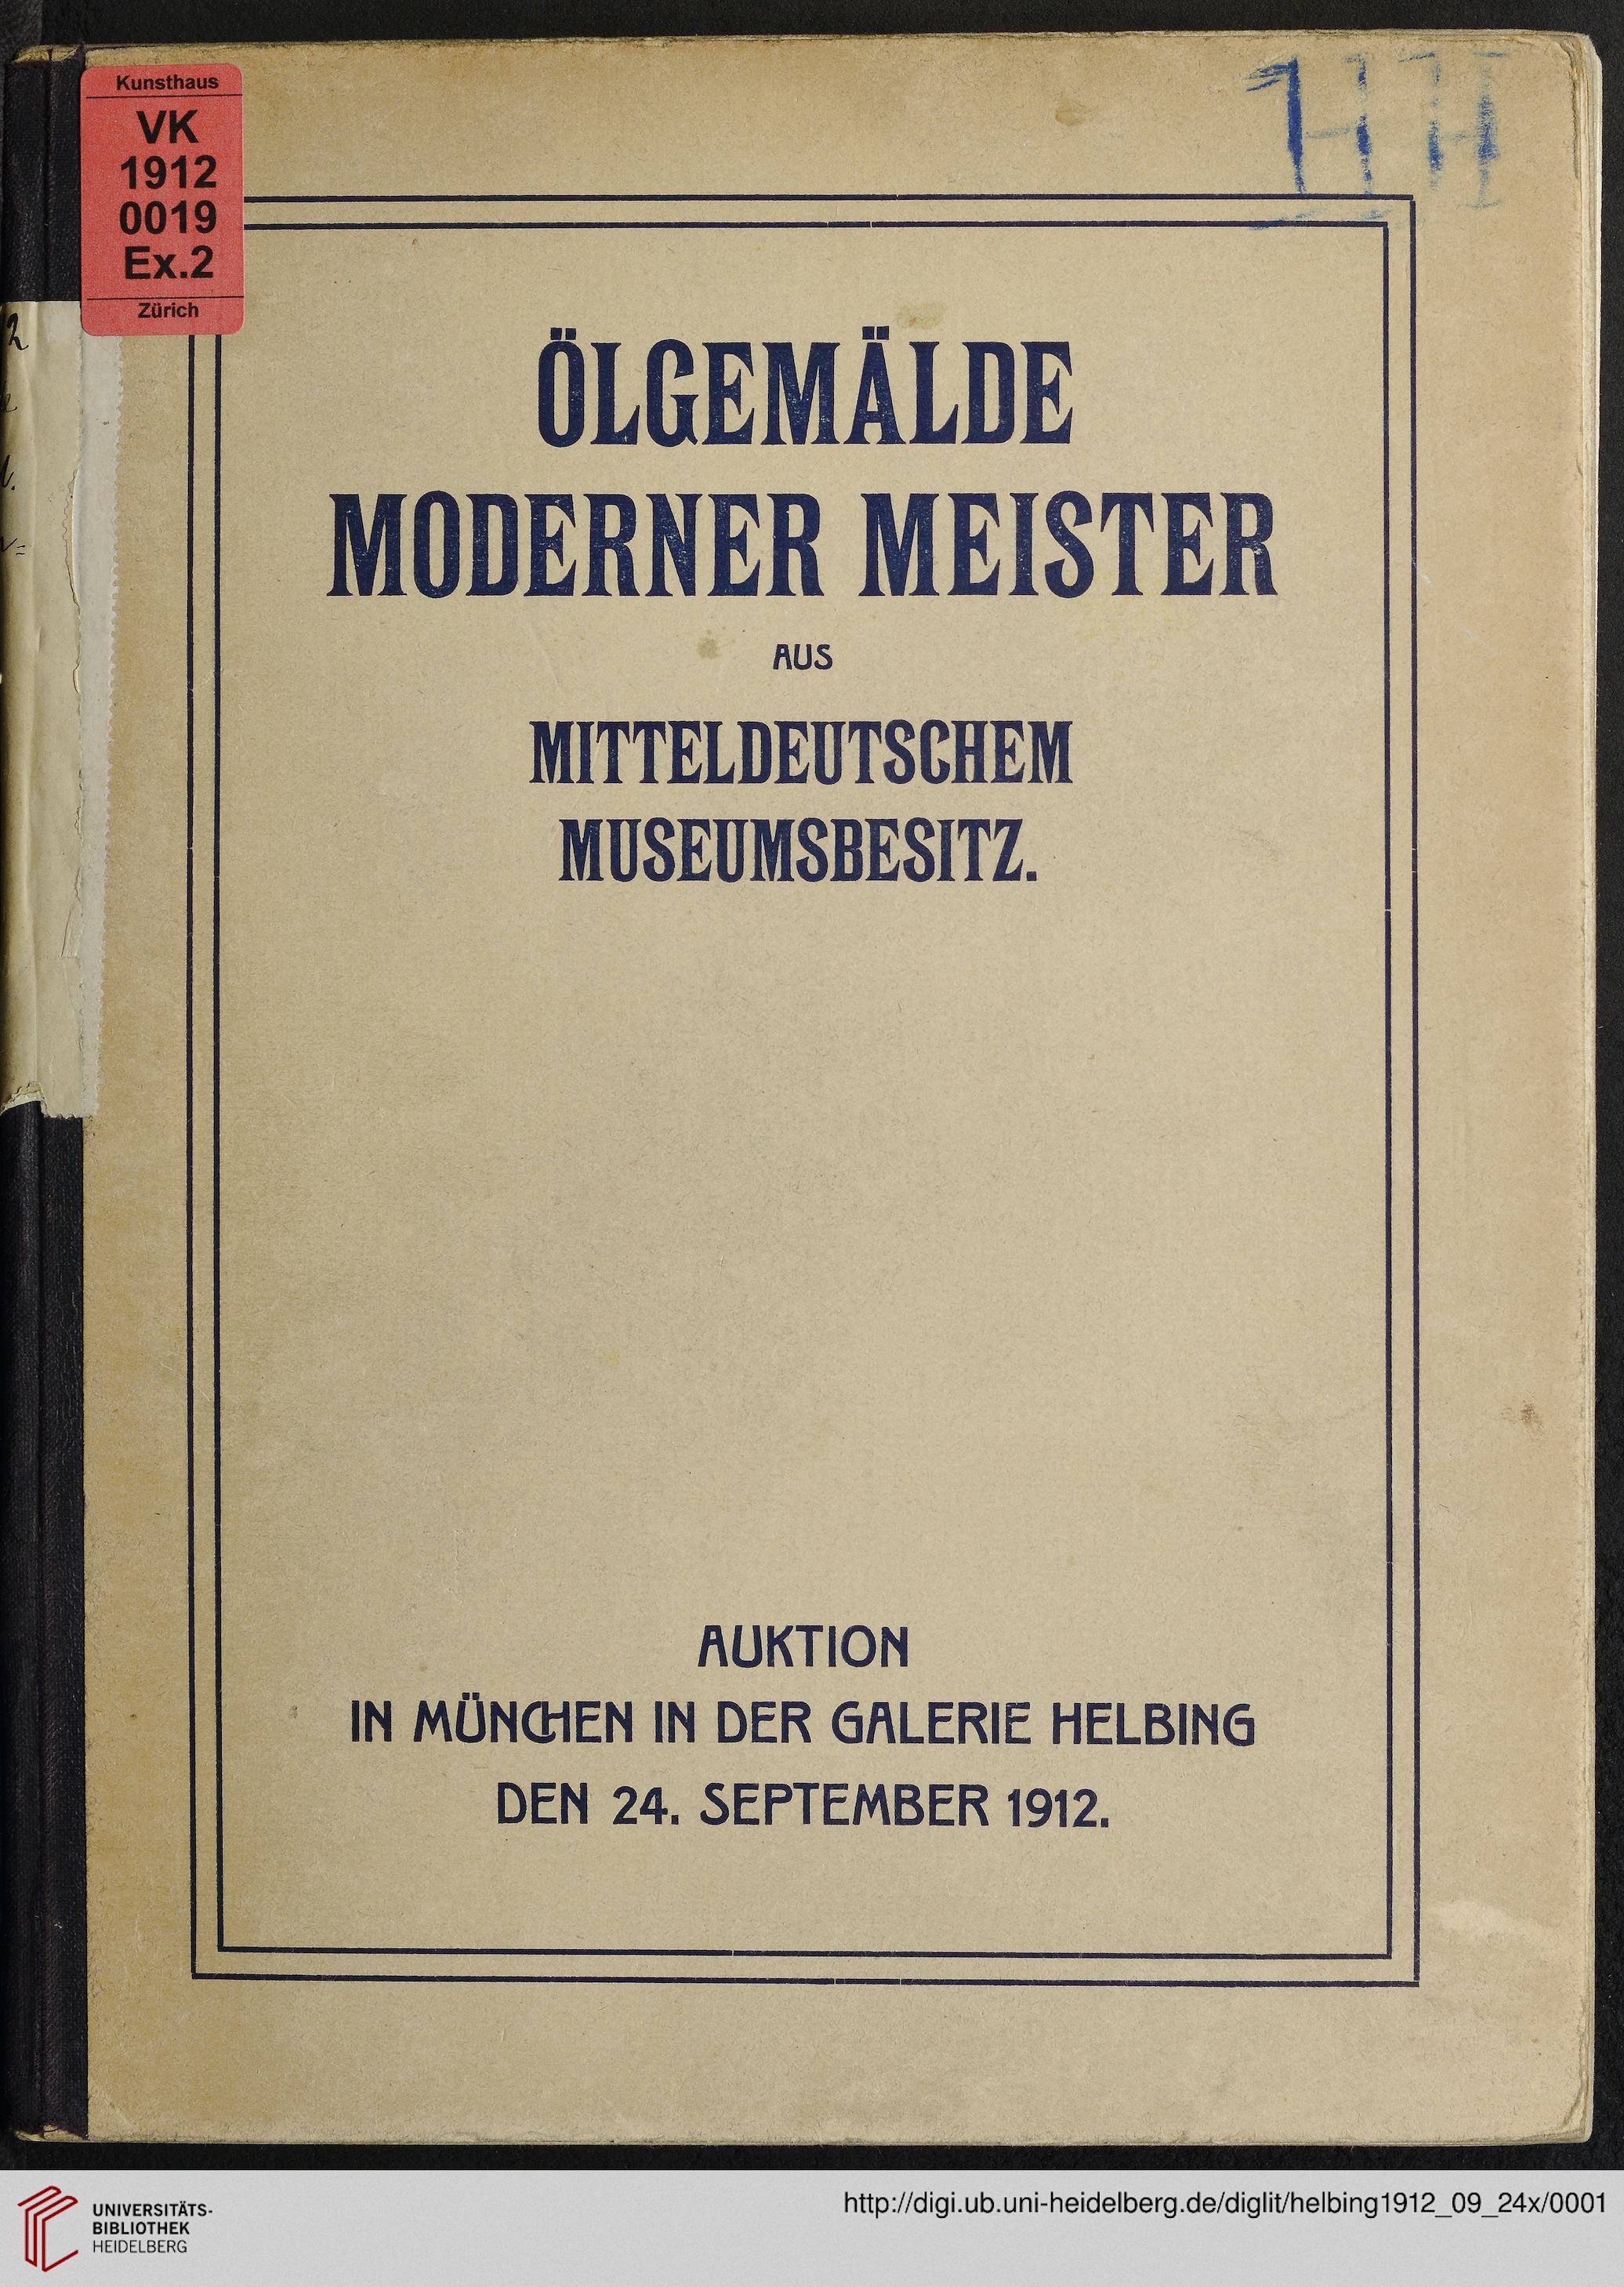 Kunsthaus
VK
1912
0019
Ex.2
Zürich
ÖLGEMÄLDE
MODERNER MEISTER
AUS
MITTELDEUTSCHEM
MUSEUMSBESITZ.
AUKTION
IN MÜNCHEN IN DER GALERIE HELBING
DEN 24. SEPTEMBER 1912.
UNIVERSITÄTS-
BIBLIOTHEK
HEIDELBERG
http://digi.ub.uni-heidelberg.de/diglit/helbing1912_09_24x/0001